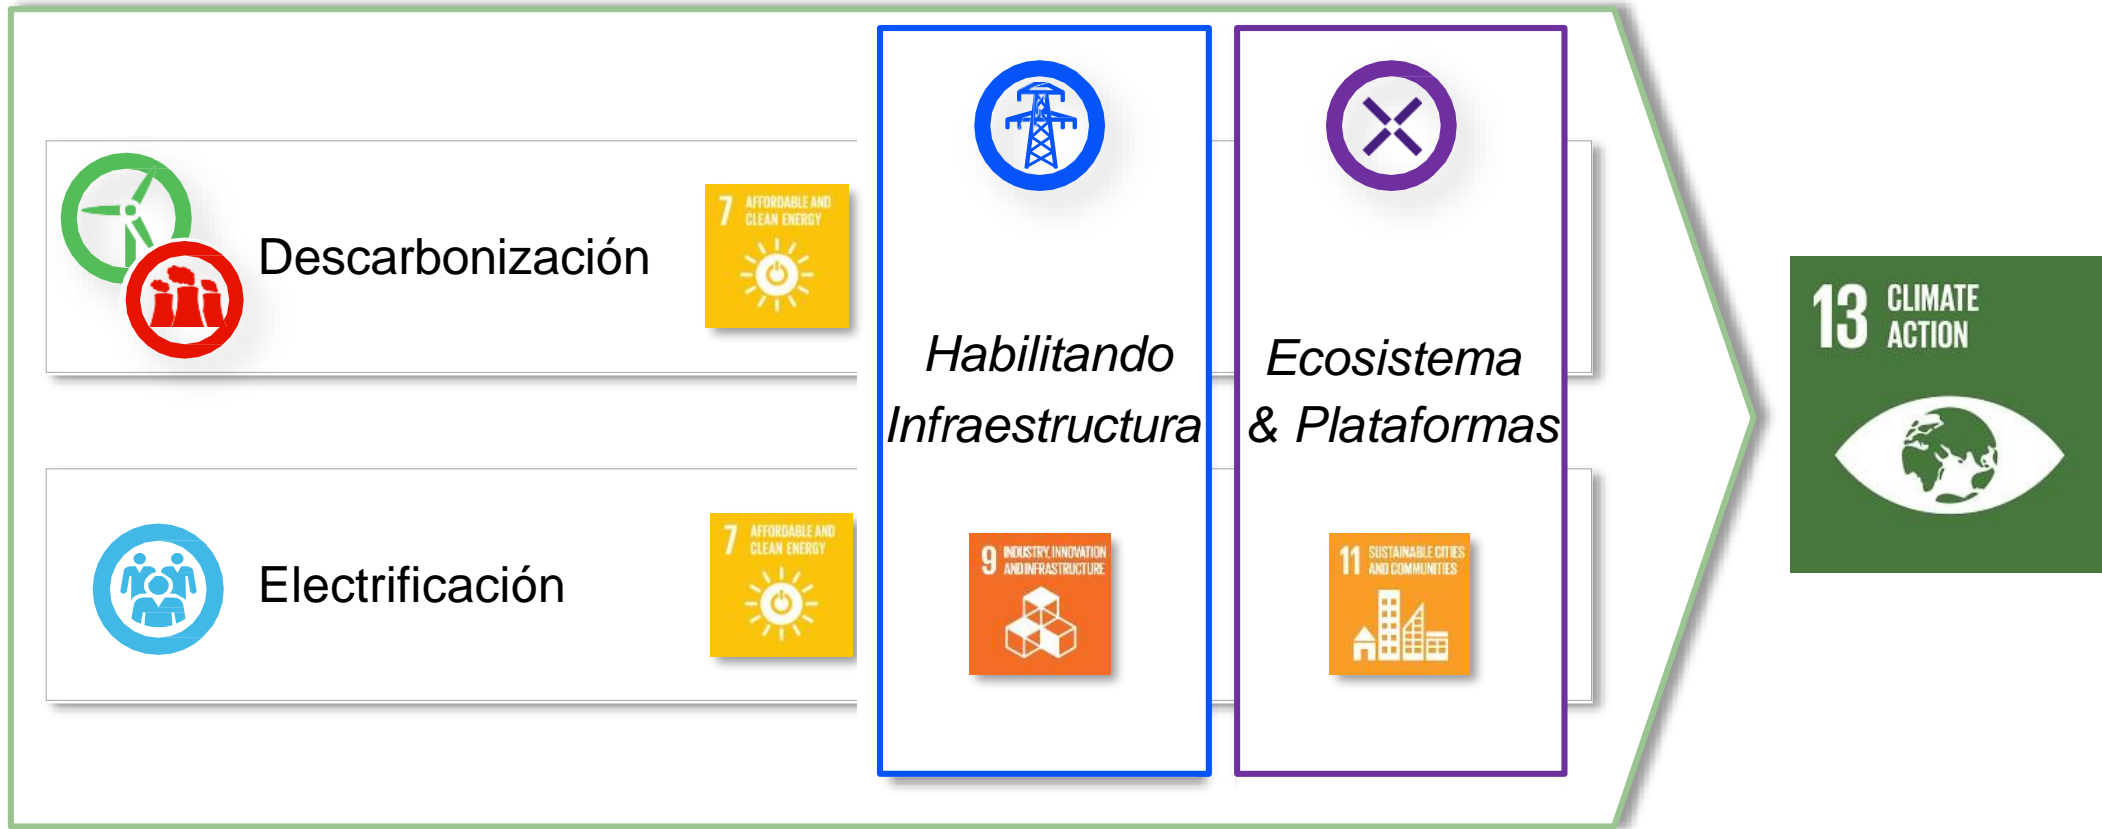 Descarbonización
7 AFFORDABLE AND
CLEAN ENERGY
Electrificación
7 AFFORDABLE AND
CLEAN ENERGY
Habilitando
Infraestructura
9 INDUSTRY, INNOVATION
AND INFRASTRUCTURE
Ecosistema
& Plataformas
11 SUSTAINABLE CITIES
AND COMMUNITIES
13 CLIMATE
ACTION